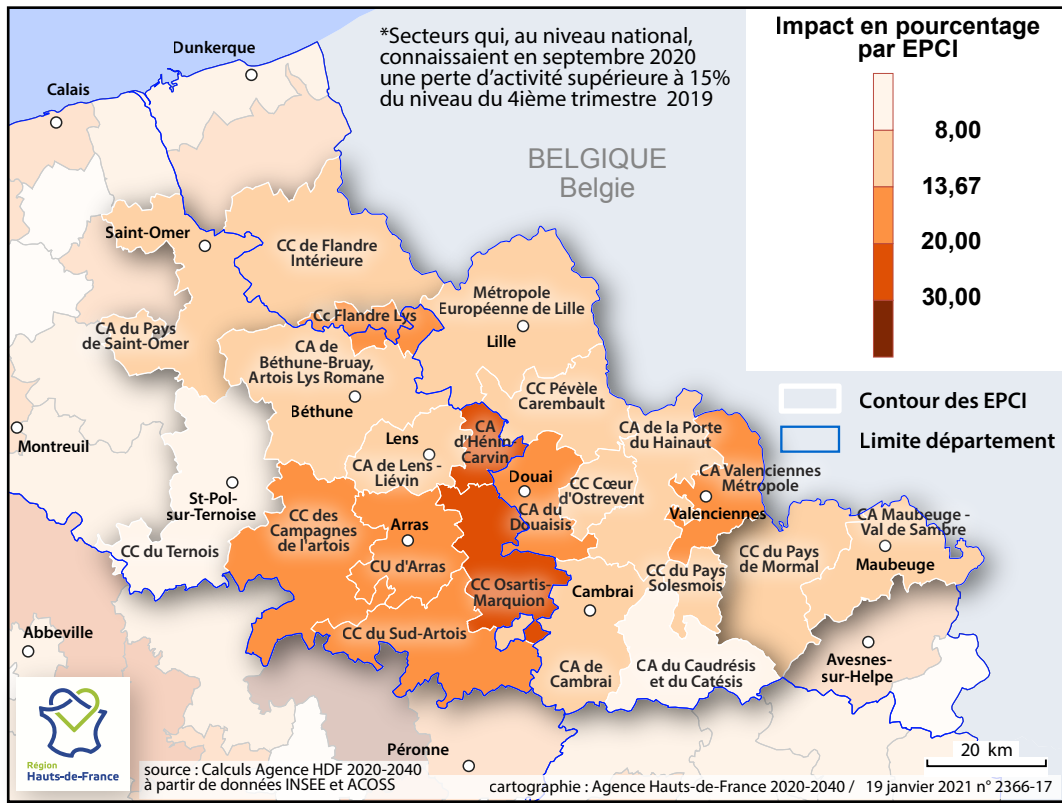 *Secteurs qui, au niveau national,
connaissaient en septembre 2020
une perte d'activité supérieure à 15%
du niveau du 4ième trimestre 2019
Impact en pourcentage
par EPCI
8,00
13,67
20,00
30,00
Contour des EPCI
Limite département
BELGIQUE
Belgie
Dunkerque
Calais
Saint-Omer
CC de Flandre
Intérieure
Cc Flandre Lys
Métropole
Européenne de Lille
Lille
CA du Pays
de Saint-Omer
CA de
Béthune-Bruay,
Artois Lys Romane
Béthune
CC Pévèle
Carembault
Montreuil
Lens
CA de Lens -
Liévin
CA
d'Hénin-
Carvin
CA de la Porte
du Hainaut
Douai
CA du
Douaisis
CC Cœur
d'Ostrevent
CA Valenciennes
Métropole
Valenciennes
St-Pol-
sur-Ternoise
CC du Ternois
CC des
Campagnes
de l'artois
Arras
CU d'Arras
CC Osartis-
Marquion
CA Maubeuge -
Val de Sambre
Maubeuge
CC du Pays
de Mormal
CC du Pays
Solesmois
Cambrai
CA de
Cambrai
CC du Sud-Artois
CA du Caudrésis
et du Catésis
Avesnes-
sur-Helpe
Abbeville
Péronne
20 km
Région
Hauts-de-France
source : Calculs Agence HDF 2020-2040
à partir de données INSEE et ACOSS
cartographie : Agence Hauts-de-France 2020-2040 / 19 janvier 2021 n° 2366-17